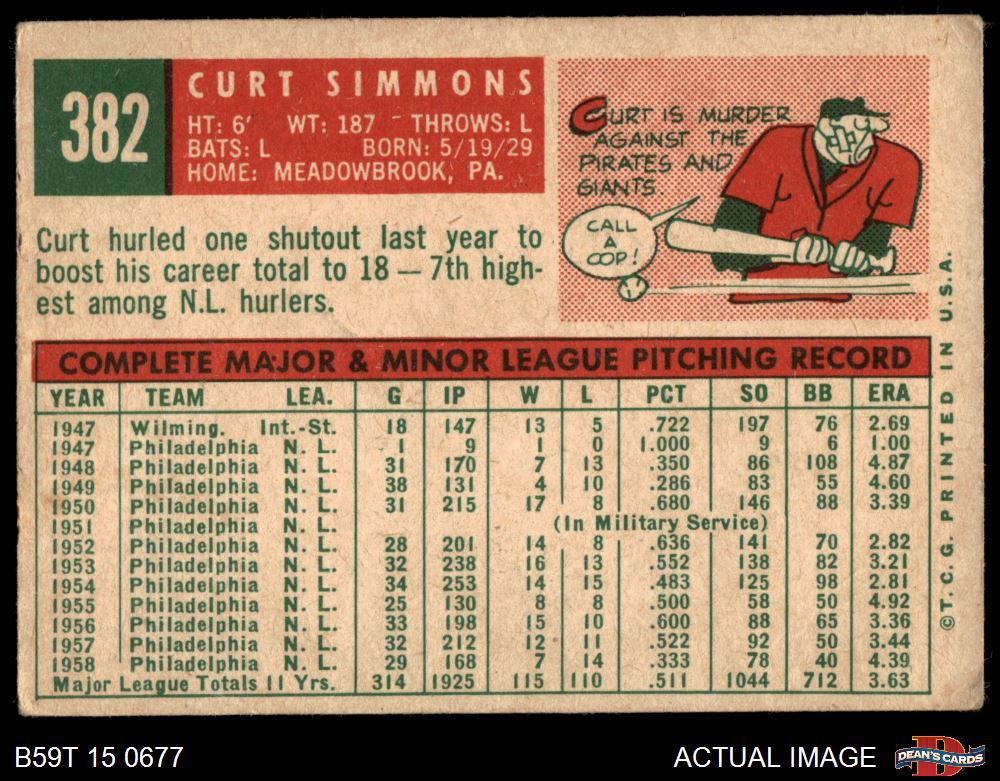 382
CURT SIMMONS
HT: 6' WT: 187 - THROWS: L
BATS: L BORN: 5/19/29
HOME: MEADOWBROOK, PA.
CURT IS MURDER
AGAINST THE
PIRATES AND
GIANTS.
CALL
A
COP!
Curt hurled one shutout last year to
boost his career total to 18 — 7th high-
est among N.L. hurlers.
COMPLETE MAJOR & MINOR LEAGUE PITCHING RECORD
YEAR TEAM LEA. G IP W L PCT SO BB ERA
1947 Wilming. Int.-St. 18 147 13 5 .722 197 76 2.69
1947 Philadelphia N. L. 1 9 1 0 1.000 9 6 1.00
1948 Philadelphia N. L. 31 170 7 13 .350 86 108 4.87
1949 Philadelphia N. L. 38 131 4 10 .286 83 55 4.60
1950 Philadelphia N. L. 31 215 17 8 .680 146 88 3.39
1951 Philadelphia N. L. (In Military Service)
1952 Philadelphia N. L. 28 201 14 8 .636 141 70 2.82
1953 Philadelphia N. L. 32 238 16 13 .552 138 82 3.21
1954 Philadelphia N. L. 34 253 14 15 .483 125 98 2.81
1955 Philadelphia N. L. 25 130 8 8 .500 58 50 4.92
1956 Philadelphia N. L. 33 198 15 10 .600 88 65 3.36
1957 Philadelphia N. L. 32 212 12 11 .522 92 50 3.44
1958 Philadelphia N. L. 29 168 7 14 .333 78 40 4.39
Major League Totals 11 Yrs. 314 1925 115 110 .511 1044 712 3.63
©T. C. G. PRINTED IN U.S.A.
B59T 15 0677
ACTUAL IMAGE
D
DEAN'S CARDS